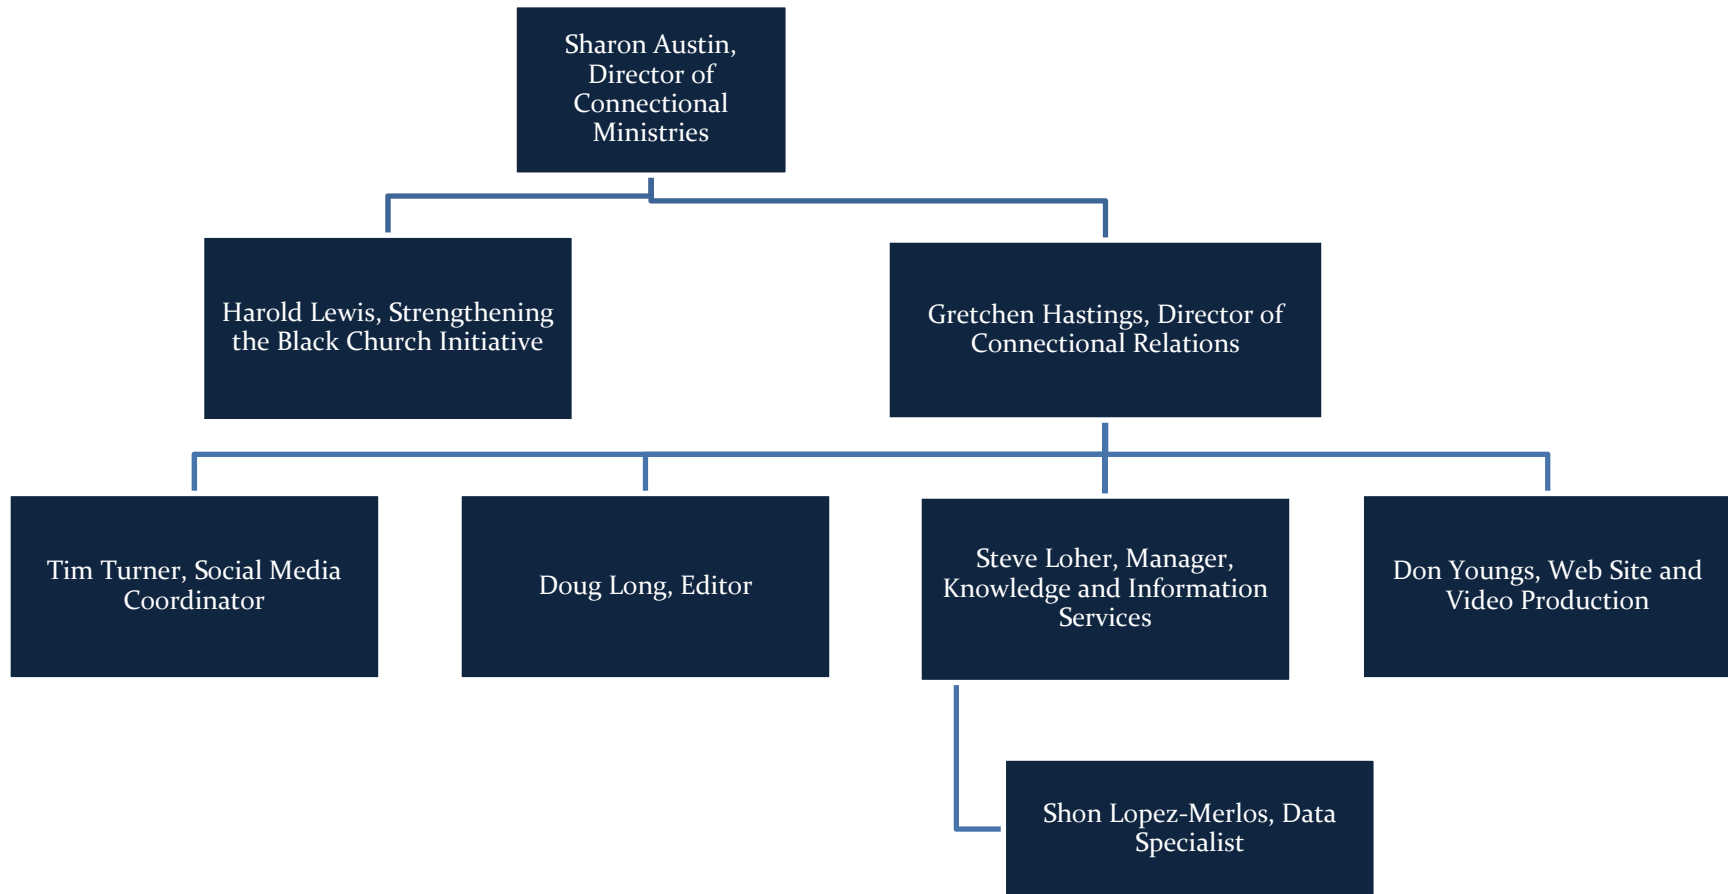 Sharon Austin,
Director of
Connectional
Ministries
Harold Lewis, Strengthening
the Black Church Initiative
Gretchen Hastings, Director of
Connectional Relations
Tim Turner, Social Media
Coordinator
Doug Long, Editor
Steve Loher, Manager,
Knowledge and Information
Services
Don Youngs, Web Site and
Video Production
Shon Lopez-Merlos, Data
Specialist